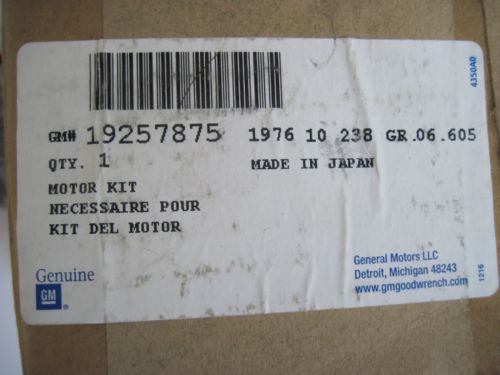 4350A0
GM# 19257875 1976 10 238 GR.06.605
QTY. 1 MADE IN JAPAN
MOTOR KIT
NECESSAIRE POUR
KIT DEL MOTOR
Genuine
GM
General Motors LLC
Detroit, Michigan 48243
www.gmgoodwrench.com
1216